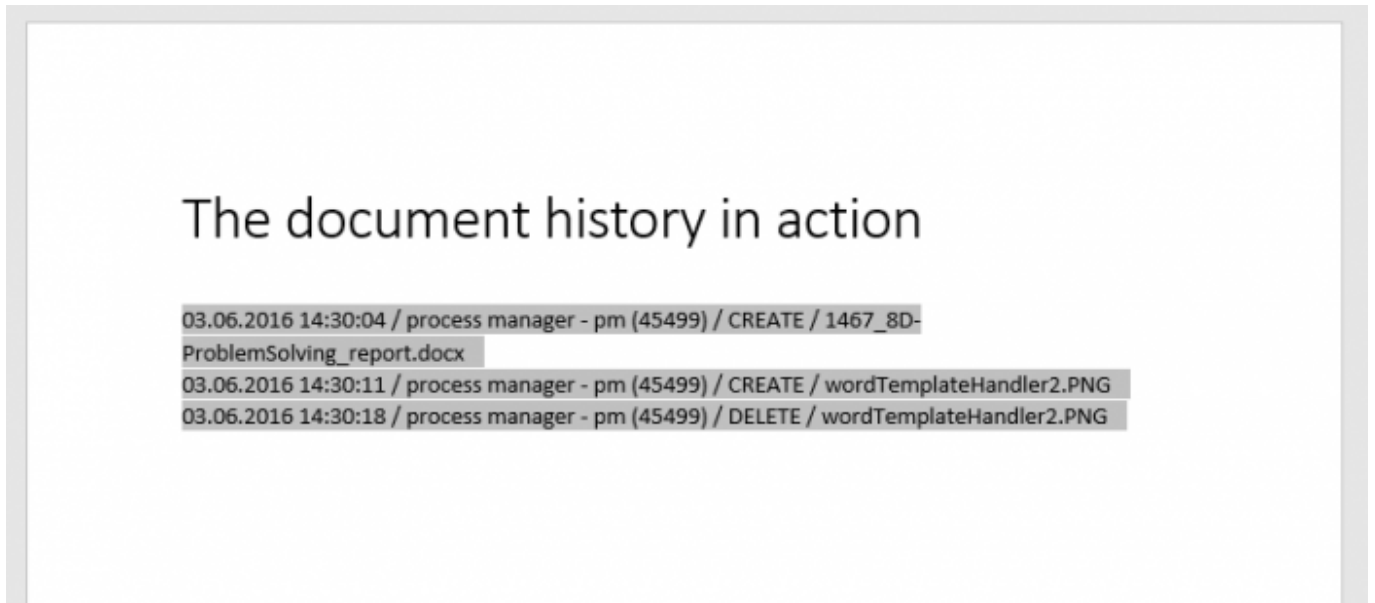 The document history in action
03.06.2016 14:30:04 / process manager - pm (45499) / CREATE / 1467_8D-
ProblemSolving_report.docx
03.06.2016 14:30:11 / process manager - pm (45499) / CREATE / wordTemplateHandler2.PNG
03.06.2016 14:30:18 / process manager - pm (45499) / DELETE / wordTemplateHandler2.PNG